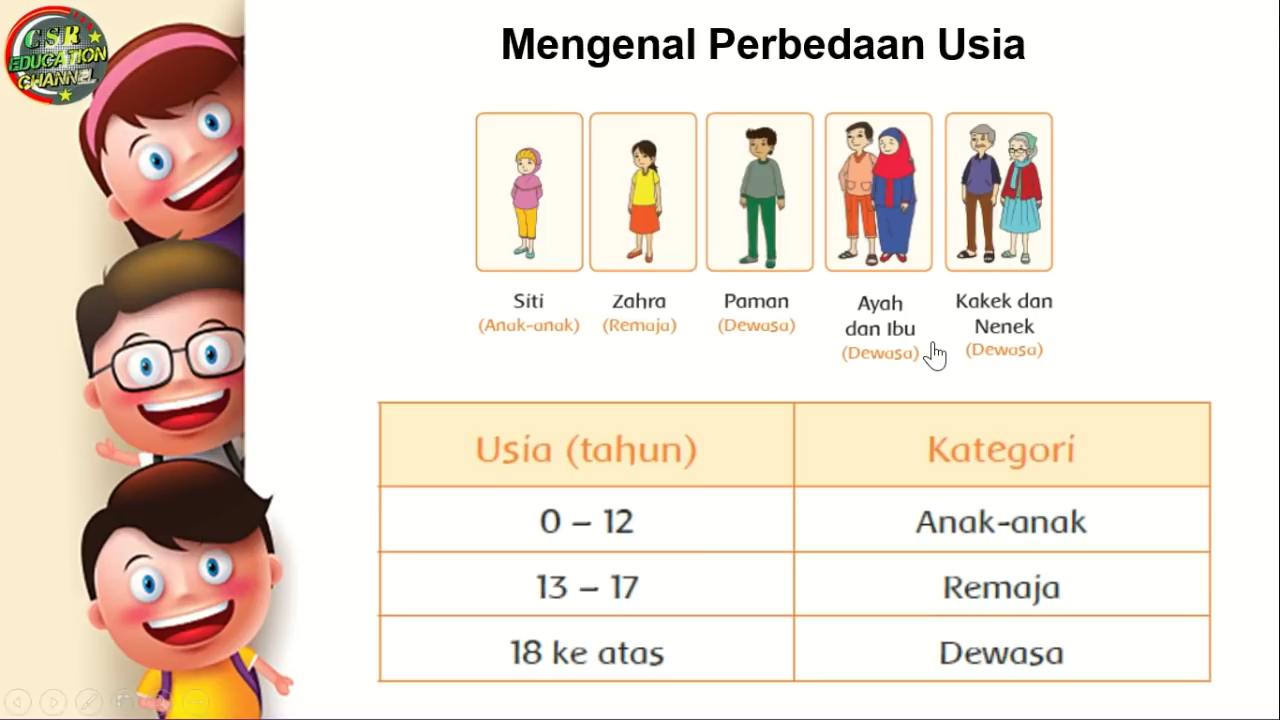 CSR
EDUCATION
CHANNEL
Mengenal Perbedaan Usia
Siti
(Anak-anak)
Zahra
(Remaja)
Paman
(Dewasa)
Ayah
dan Ibu
(Dewasa)
Kakek dan
Nenek
(Dewasa)
Usia (tahun) Kategori
0 – 12 Anak-anak
13 – 17 Remaja
18 ke atas Dewasa